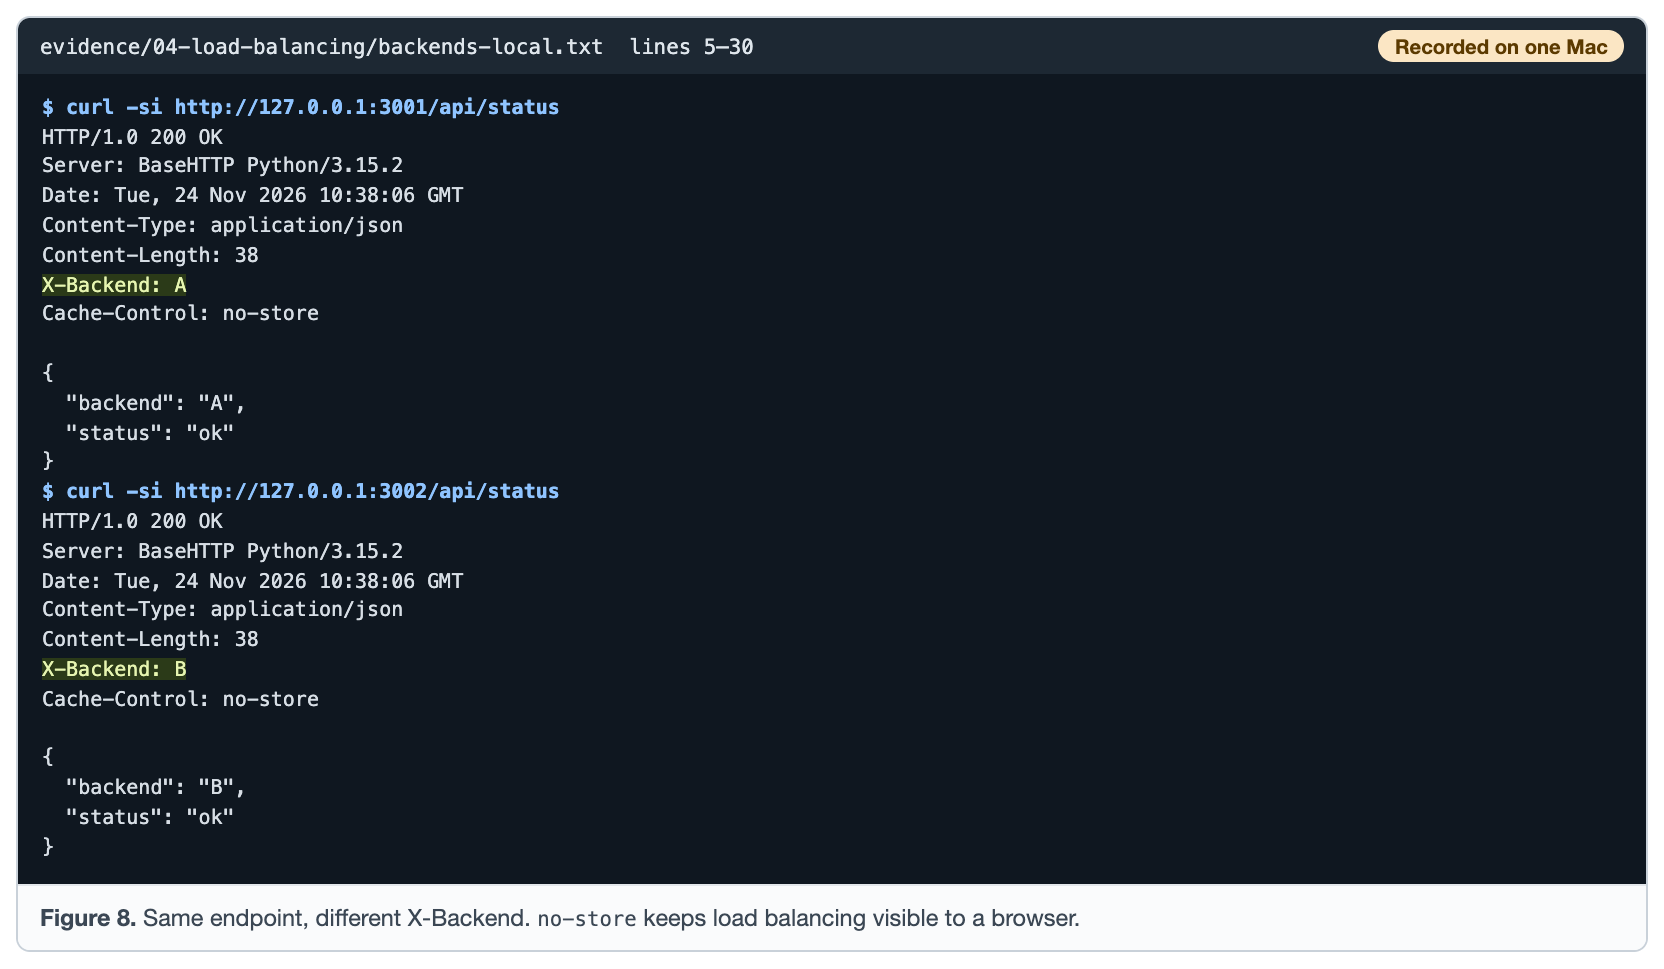 evidence/04-load-balancing/backends-local.txt  lines 5–30
Recorded on one Mac
$ curl -si http://127.0.0.1:3001/api/status
HTTP/1.0 200 OK
Server: BaseHTTP Python/3.15.2
Date: Tue, 24 Nov 2026 10:38:06 GMT
Content-Type: application/json
Content-Length: 38
X-Backend: A
Cache-Control: no-store

{
  "backend": "A",
  "status": "ok"
}
$ curl -si http://127.0.0.1:3002/api/status
HTTP/1.0 200 OK
Server: BaseHTTP Python/3.15.2
Date: Tue, 24 Nov 2026 10:38:06 GMT
Content-Type: application/json
Content-Length: 38
X-Backend: B
Cache-Control: no-store

{
  "backend": "B",
  "status": "ok"
}
Figure 8. Same endpoint, different X-Backend. no-store keeps load balancing visible to a browser.